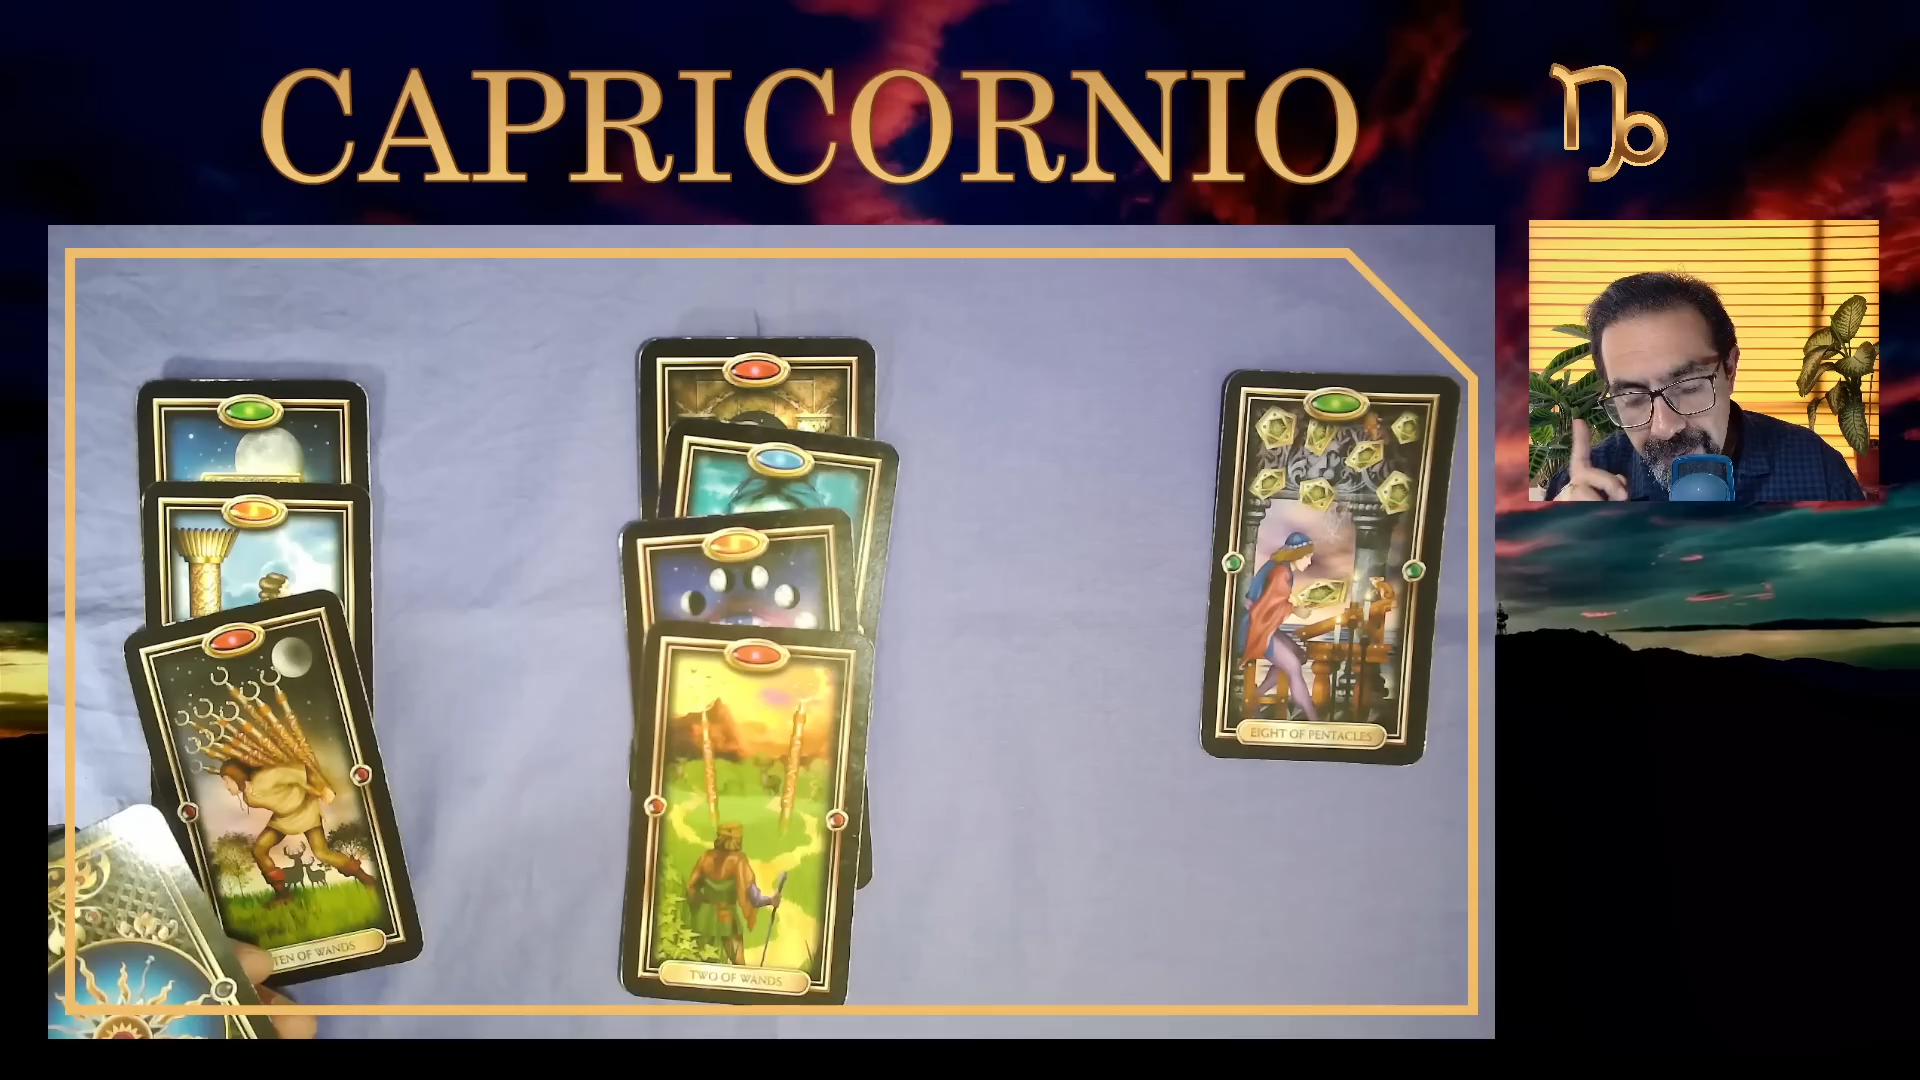 CAPRICORNIO
EIGHT OF PENTACLES
TEN OF WANDS
TWO OF WANDS